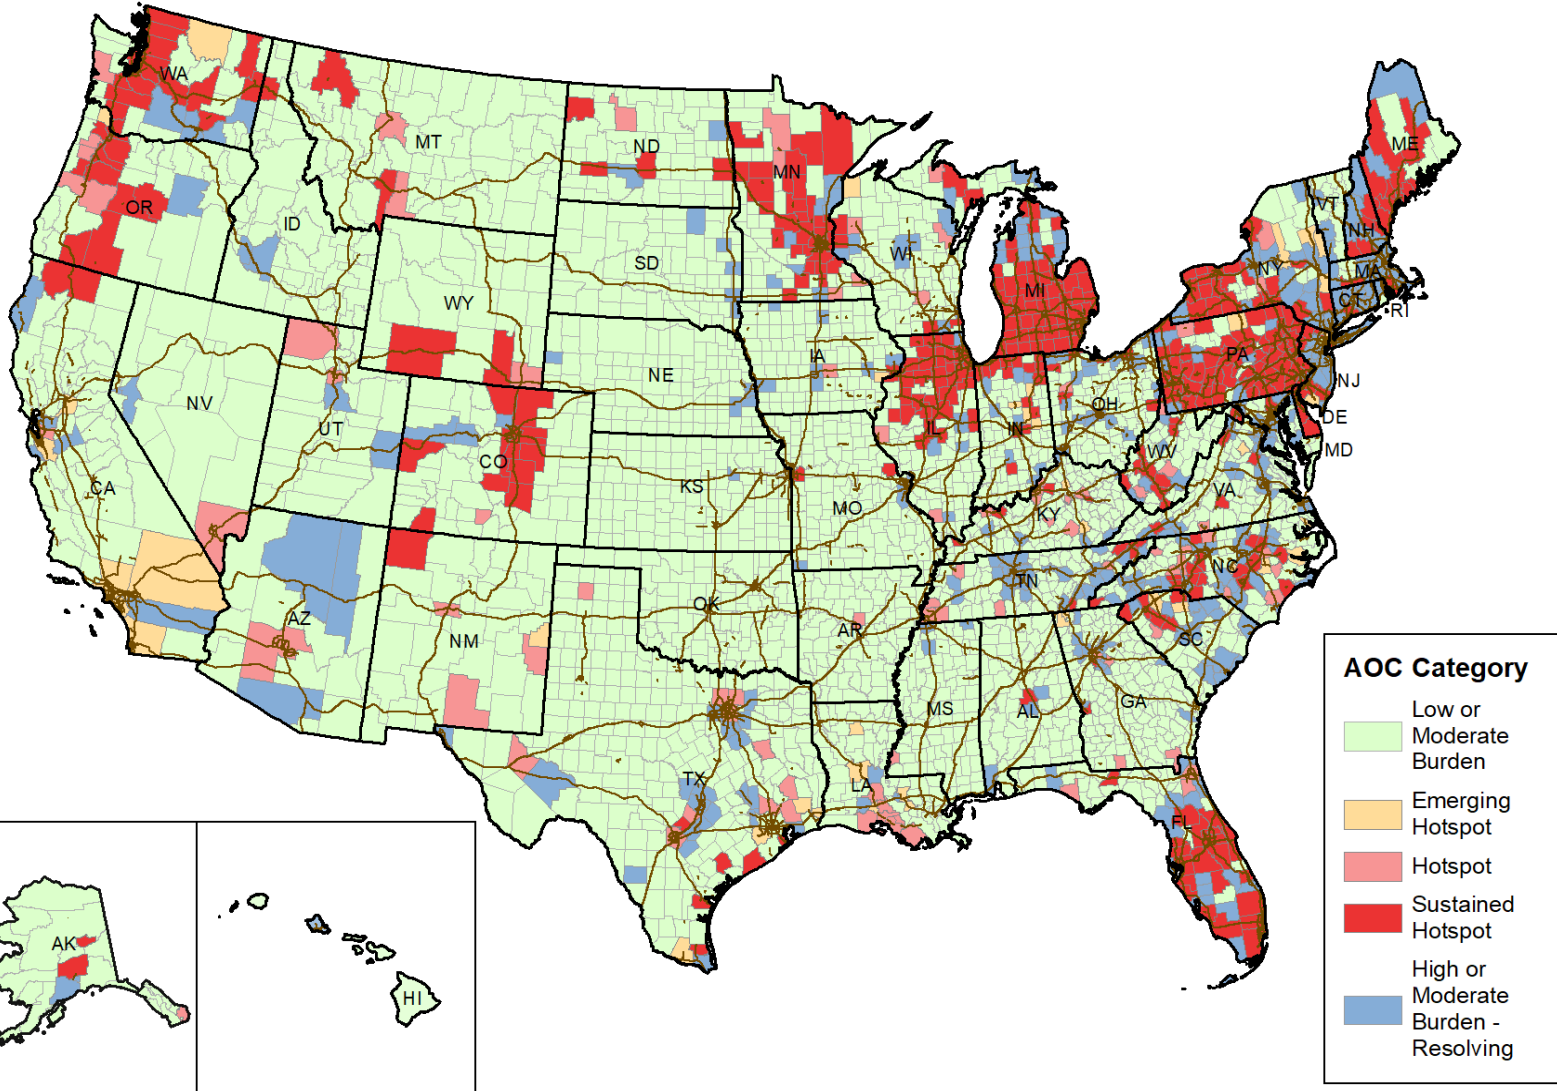 WA
MT
ND
MN
ME
OR
ID
SD
WI
MI
VT
NH
NY
MA
CT
RI
WY
IA
NE
PA
NJ
NV
UT
CO
IL
IN
OH
DE
MD
WV
CA
KS
MO
KY
VA
AZ
NM
OK
AR
TN
NC
SC
MS
AL
GA
TX
LA
FL
AK
HI
AOC Category
Low or
Moderate
Burden
Emerging
Hotspot
Hotspot
Sustained
Hotspot
High or
Moderate
Burden -
Resolving